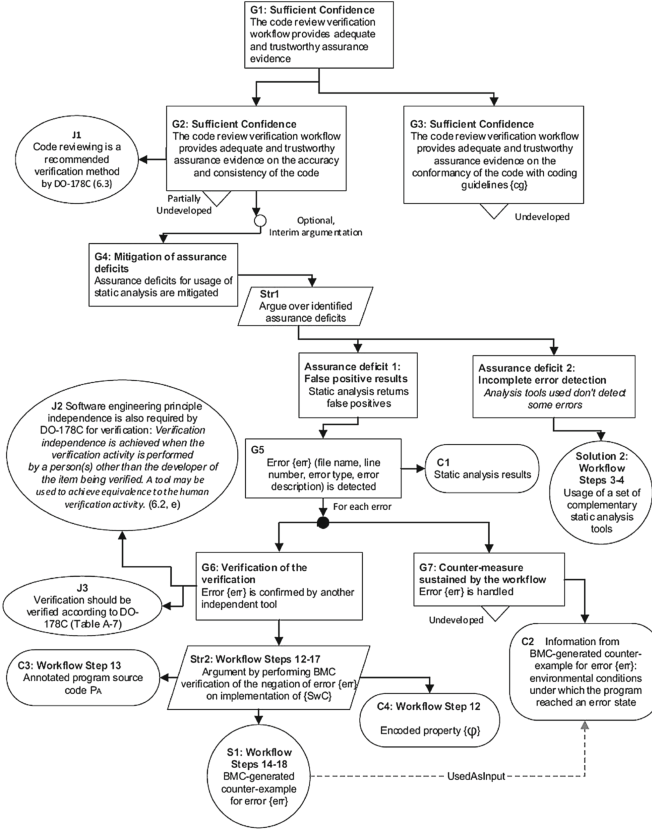 G1: Sufficient Confidence
The code review verification
workflow provides adequate
and trustworthy assurance
evidence
J1
Code reviewing is a
recommended
verification method
by DO-178C (6.3)
G2: Sufficient Confidence
The code review verification workflow
provides adequate and trustworthy
assurance evidence on the accuracy
and consistency of the code
G3: Sufficient Confidence
The code review verification workflow
provides adequate and trustworthy
assurance evidence on the
conformancy of the code with coding
guidelines {cg}
Partially
Undeveloped
Undeveloped
Optional,
Interim argumentation
G4: Mitigation of assurance
deficits
Assurance deficits for usage of
static analysis are mitigated
Str1
Argue over identified
assurance deficits
Assurance deficit 1:
False positive results
Static analysis returns
false positives
Assurance deficit 2:
Incomplete error detection
Analysis tools used don't detect
some errors
J2 Software engineering principle
independence is also required by
DO-178C for verification: Verification
independence is achieved when the
verification activity is performed
by a person(s) other than the developer of
the item being verified. A tool may be
used to achieve equivalence to the human
verification activity. (6.2, e)
G5
Error {err} (file name, line
number, error type, error
description) is detected
C1
Static analysis results
Solution 2:
Workflow
Steps 3-4
Usage of a set of
complementary
static analysis
tools
For each error
G6: Verification of the
verification
Error {err} is confirmed by another
independent tool
G7: Counter-measure
sustained by the workflow
Error {err} is handled
Undeveloped
J3
Verification should be
verified according to DO-
178C (Table A-7)
C2 Information from
BMC-generated counter-
example for error {err}:
environmental conditions
under which the program
reached an error state
C3: Workflow Step 13
Annotated program source
code PA
Str2: Workflow Steps 12-17
Argument by performing BMC
verification of the negation of error {err}
on implementation of {SwC}
C4: Workflow Step 12
Encoded property {φ}
S1: Workflow
Steps 14-18
BMC-generated
counter-example
for error {err}
UsedAsInput